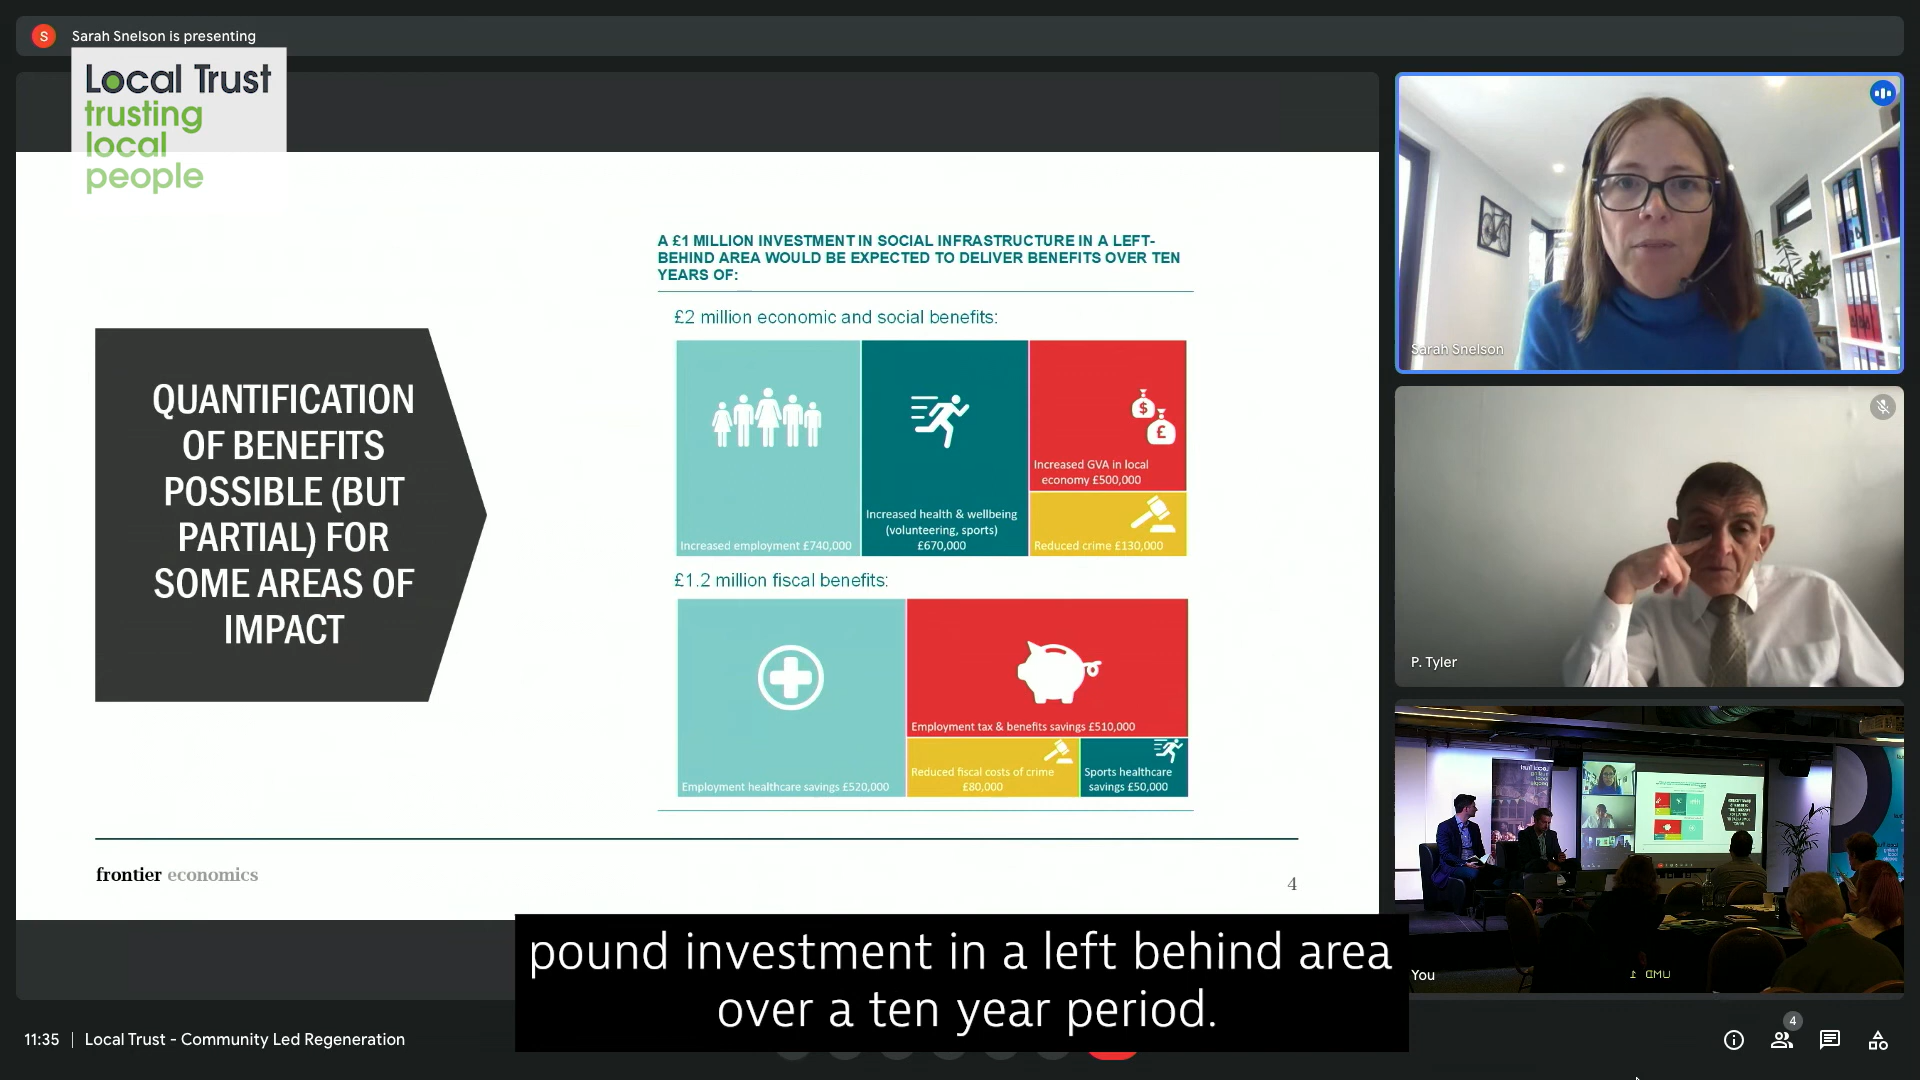 S
Sarah Snelson is presenting
Local Trust
trusting
local
people
QUANTIFICATION
OF BENEFITS
POSSIBLE (BUT
PARTIAL) FOR
SOME AREAS OF
IMPACT
A £1 MILLION INVESTMENT IN SOCIAL INFRASTRUCTURE IN A LEFT-
BEHIND AREA WOULD BE EXPECTED TO DELIVER BENEFITS OVER TEN
YEARS OF:
£2 million economic and social benefits:
Increased employment £740,000
Increased health & wellbeing
(volunteering, sports)
£670,000
$
£
Increased GVA in local
economy £500,000
Reduced crime £130,000
£1.2 million fiscal benefits:
Employment healthcare savings £520,000
Employment tax & benefits savings £510,000
Reduced fiscal costs of crime
£80,000
Sports healthcare
savings £50,000
frontier economics
4
Sarah Snelson
P. Tyler
You
pound investment in a left behind area
over a ten year period.
11:35 | Local Trust - Community Led Regeneration
4